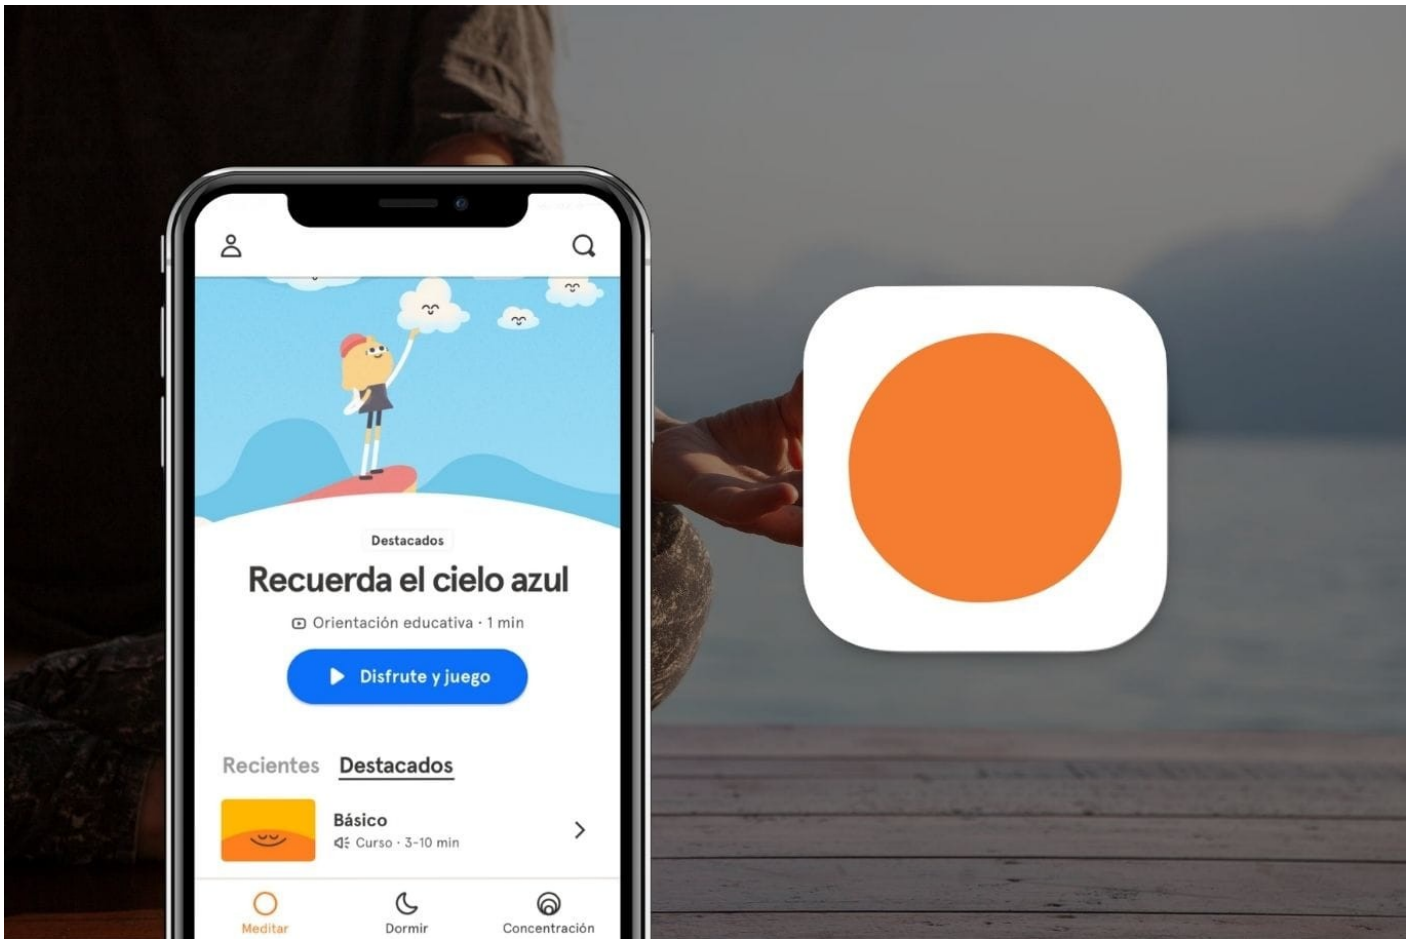 Destacados
Recuerda el cielo azul
Orientación educativa · 1 min
Disfrute y juego
Recientes Destacados
Básico
Curso · 3-10 min
Meditar Dormir Concentración